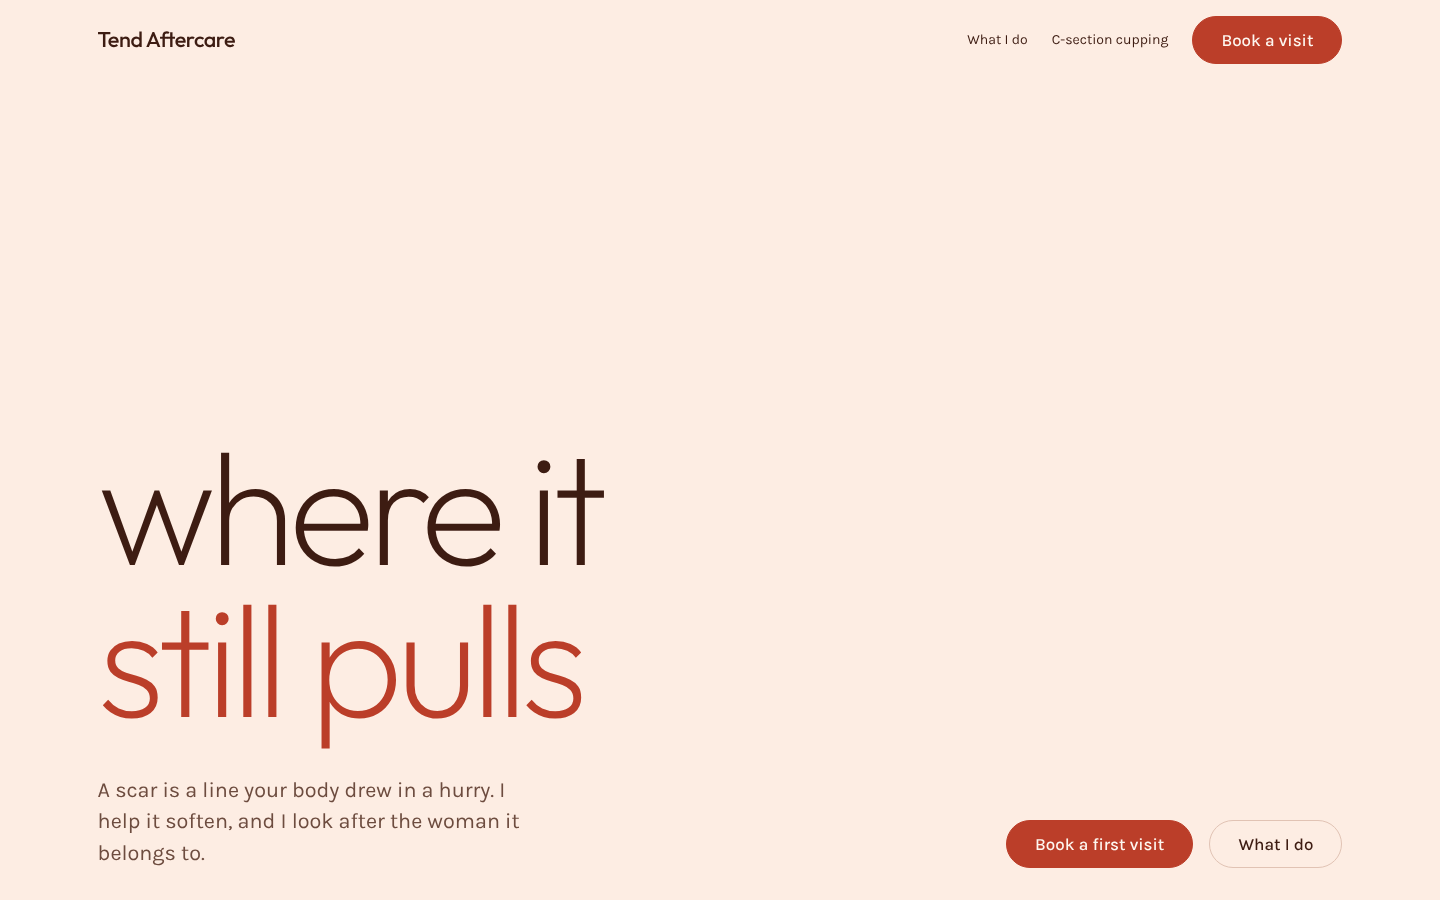 Tend Aftercare
What I do
C-section cupping
Book a visit
where it
still pulls
A scar is a line your body drew in a hurry. I
help it soften, and I look after the woman it
belongs to.
Book a first visit
What I do